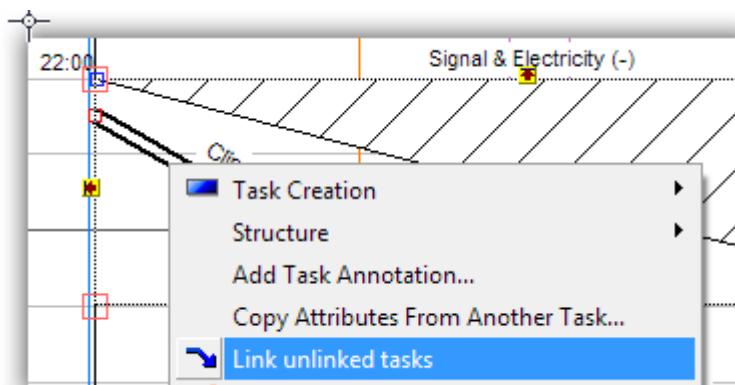 22:00
Signal & Electricity (-)
Task Creation
Structure
Add Task Annotation...
Copy Attributes From Another Task...
Link unlinked tasks